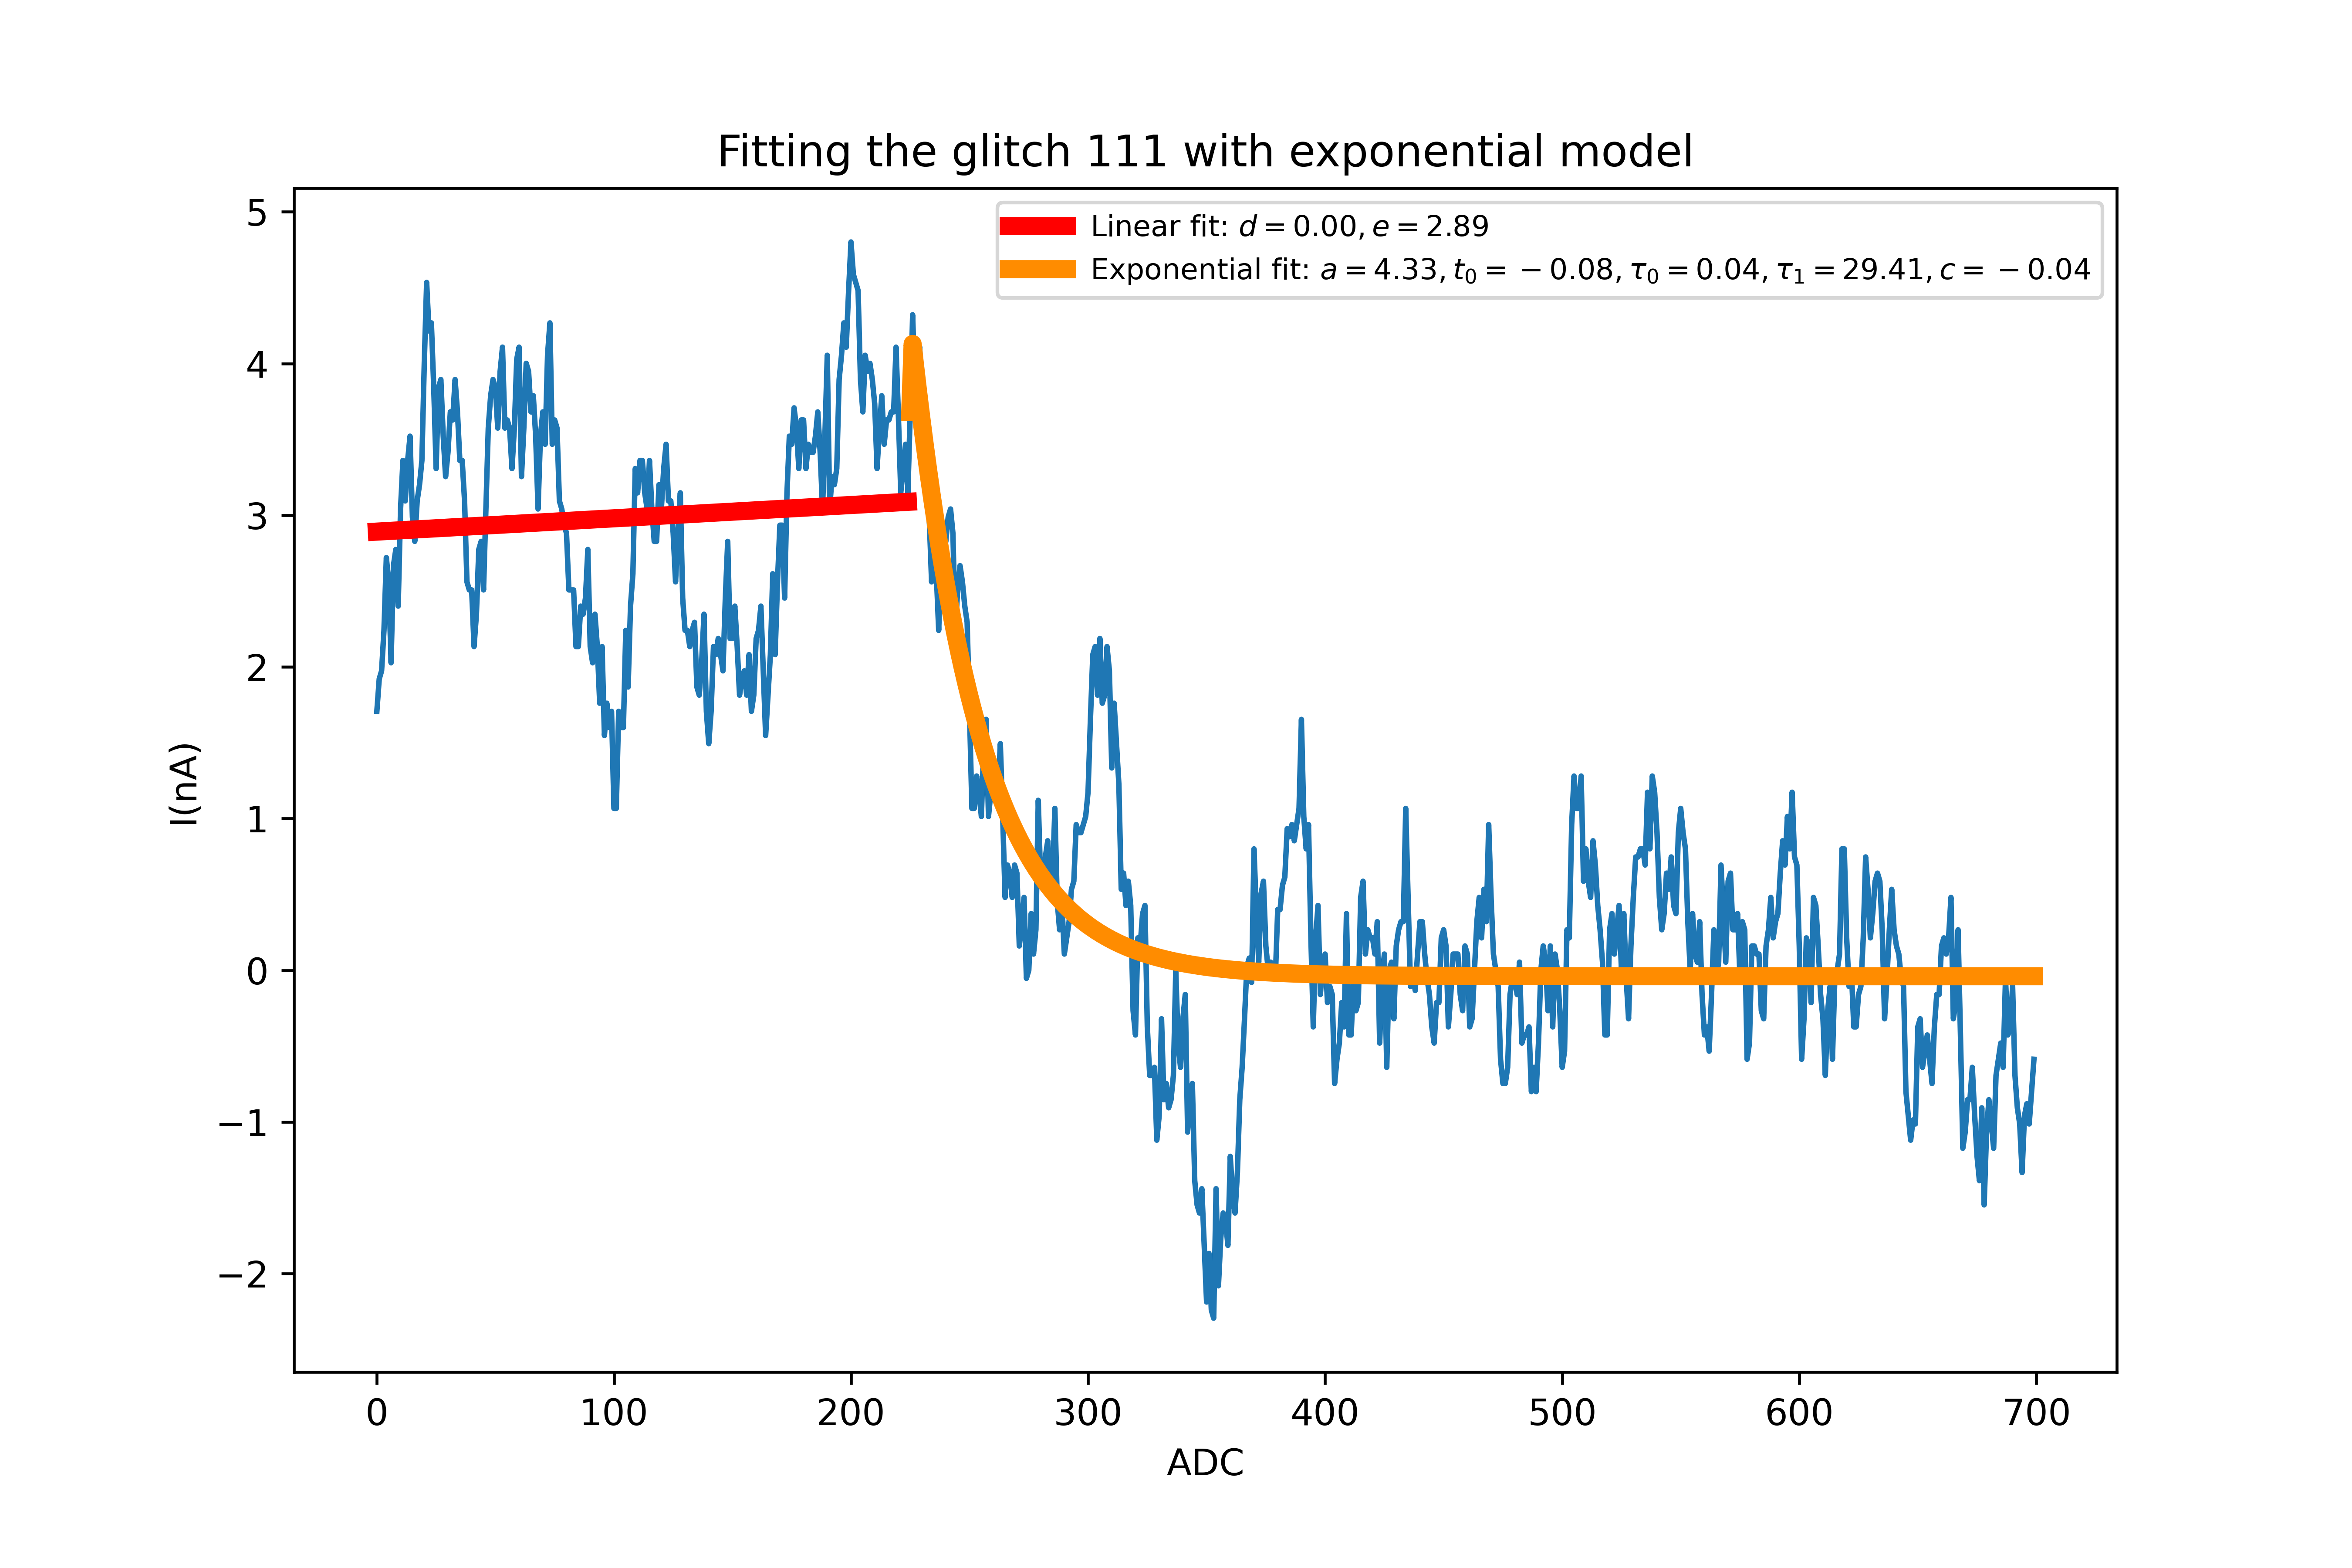 Fitting the glitch 111 with exponential model
Linear fit: d = 0.00, e = 2.89
Exponential fit: a = 4.33, t₀ = −0.08, τ₀ = 0.04, τ₁ = 29.41, c = −0.04
5
4
3
2
1
0
−1
−2
I(nA)
0 100 200 300 400 500 600 700
ADC